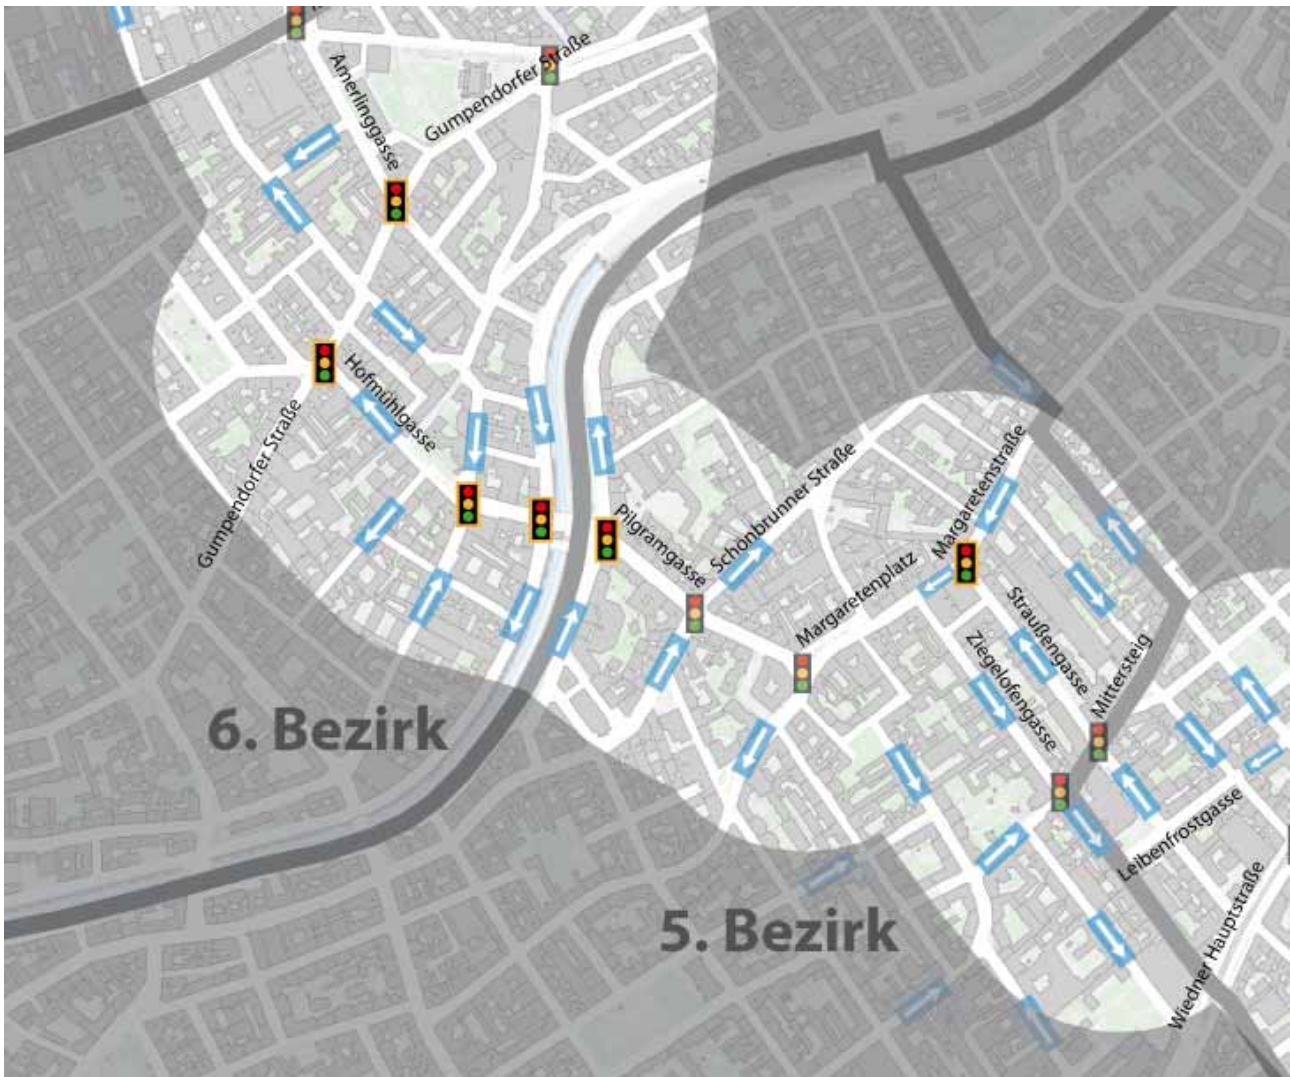 Gumpendorfer Straße
Amerlinggasse
Hofmühlgasse
Gumpendorfer Straße
Pilgramgasse
Schönbrunner Straße
Margaretenstraße
Margaretenplatz
Straußengasse
Ziegelofengasse
Mittersteig
6. Bezirk
Leibenfrostgasse
5. Bezirk
Wiedner Hauptstraße